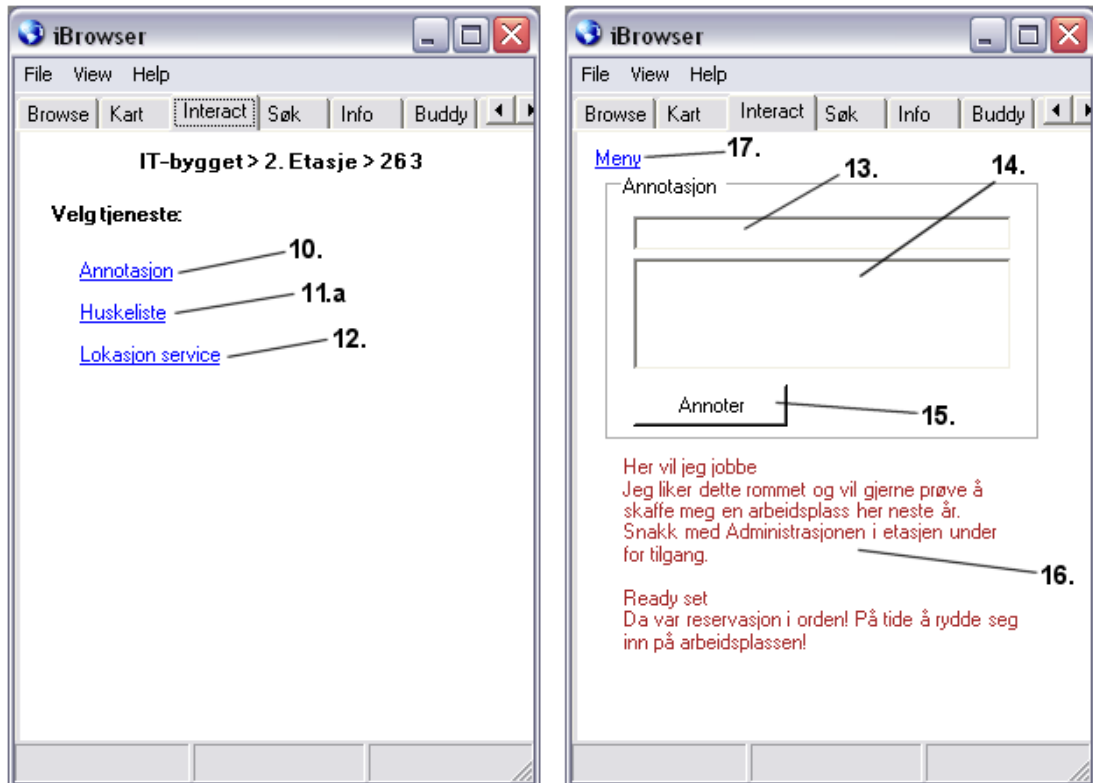 iBrowser
File View Help
Browse Kart Interact Søk Info Buddy
IT-bygget > 2. Etasje > 263
Velg tjeneste:
10.
Annotasjon
11.a
Huskeliste
12.
Lokasjon service
iBrowser
File View Help
Browse Kart Interact Søk Info Buddy
Meny
17.
13.
14.
Annotasjon
Annoter
15.
Her vil jeg jobbe
Jeg liker dette rommet og vil gjerne prøve å
skaffe meg en arbeidsplass her neste år.
Snakk med Administrasjonen i etasjen under
for tilgang.
16.
Ready set
Da var reservasjon i orden! På tide å rydde seg
inn på arbeidsplassen!